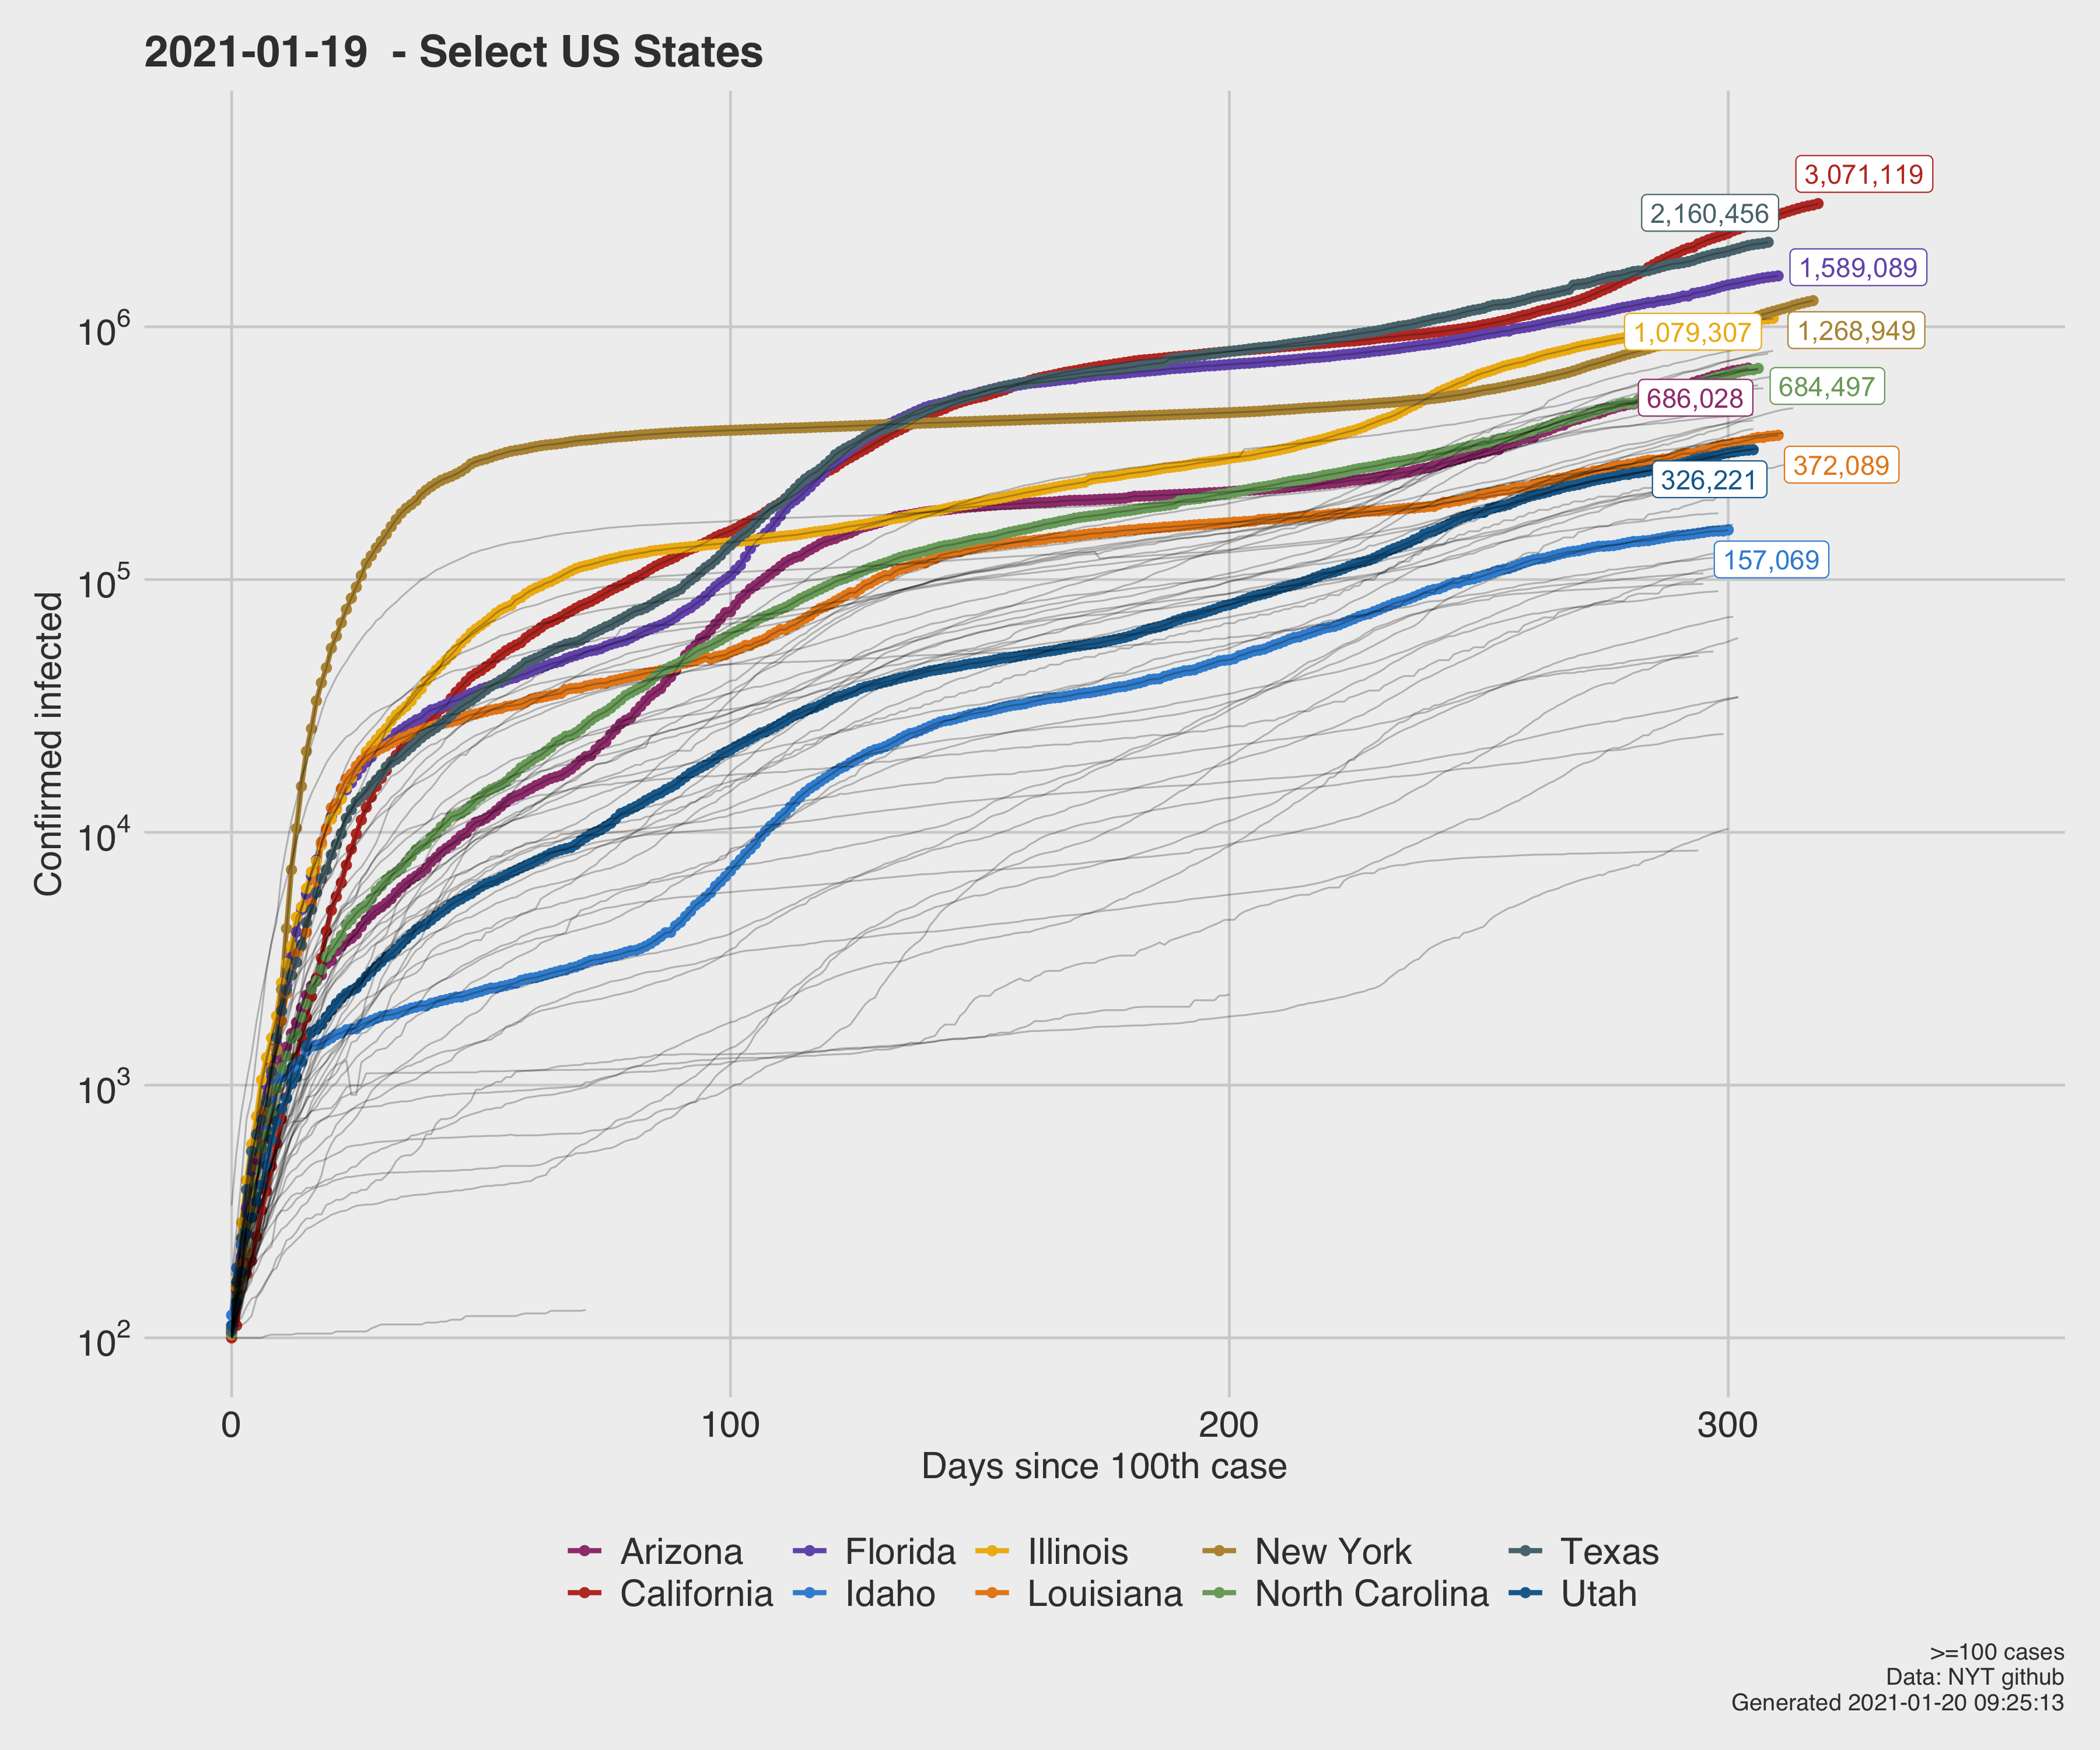 2021-01-19 - Select US States
3,071,119
2,160,456
1,589,089
1,079,307
1,268,949
686,028
684,497
372,089
326,221
157,069
Confirmed infected
10^6
10^5
10^4
10^3
10^2
0 100 200 300
Days since 100th case
Arizona Florida Illinois New York Texas
California Idaho Louisiana North Carolina Utah
>=100 cases
Data: NYT github
Generated 2021-01-20 09:25:13